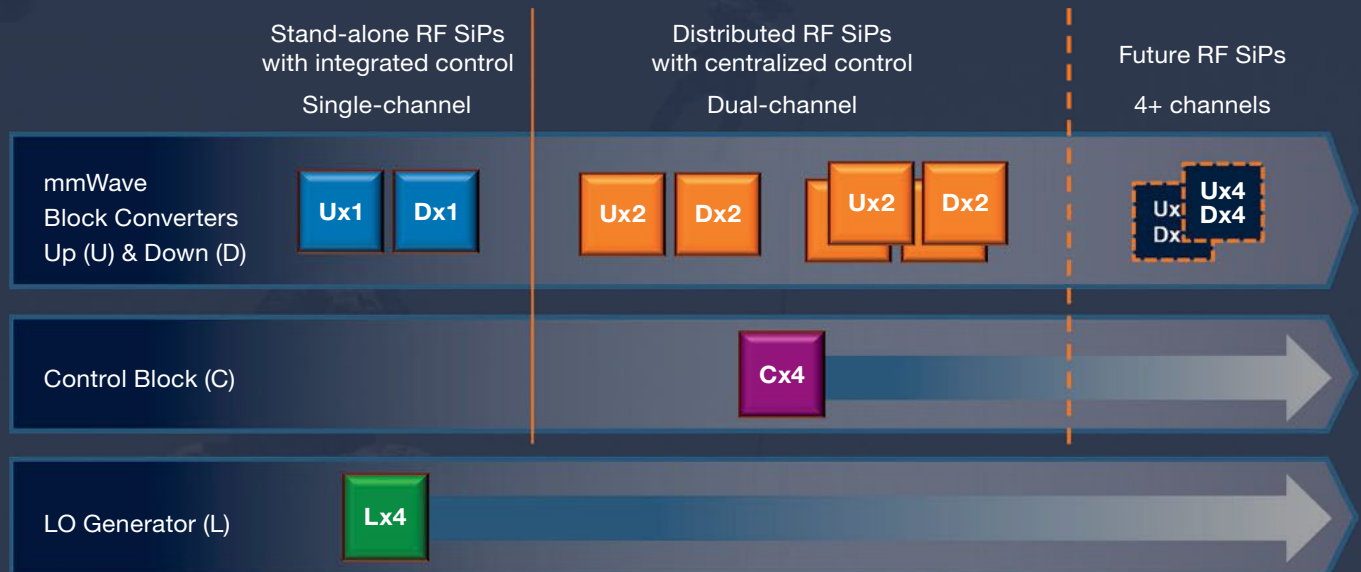 Stand-alone RF SiPs
with integrated control
Single-channel
Distributed RF SiPs
with centralized control
Dual-channel
Future RF SiPs
4+ channels
mmWave
Block Converters
Up (U) & Down (D)
Ux1
Dx1
Ux2
Dx2
Ux2
Dx2
Ux
Dx
Ux4
Dx4
Control Block (C)
Cx4
LO Generator (L)
Lx4